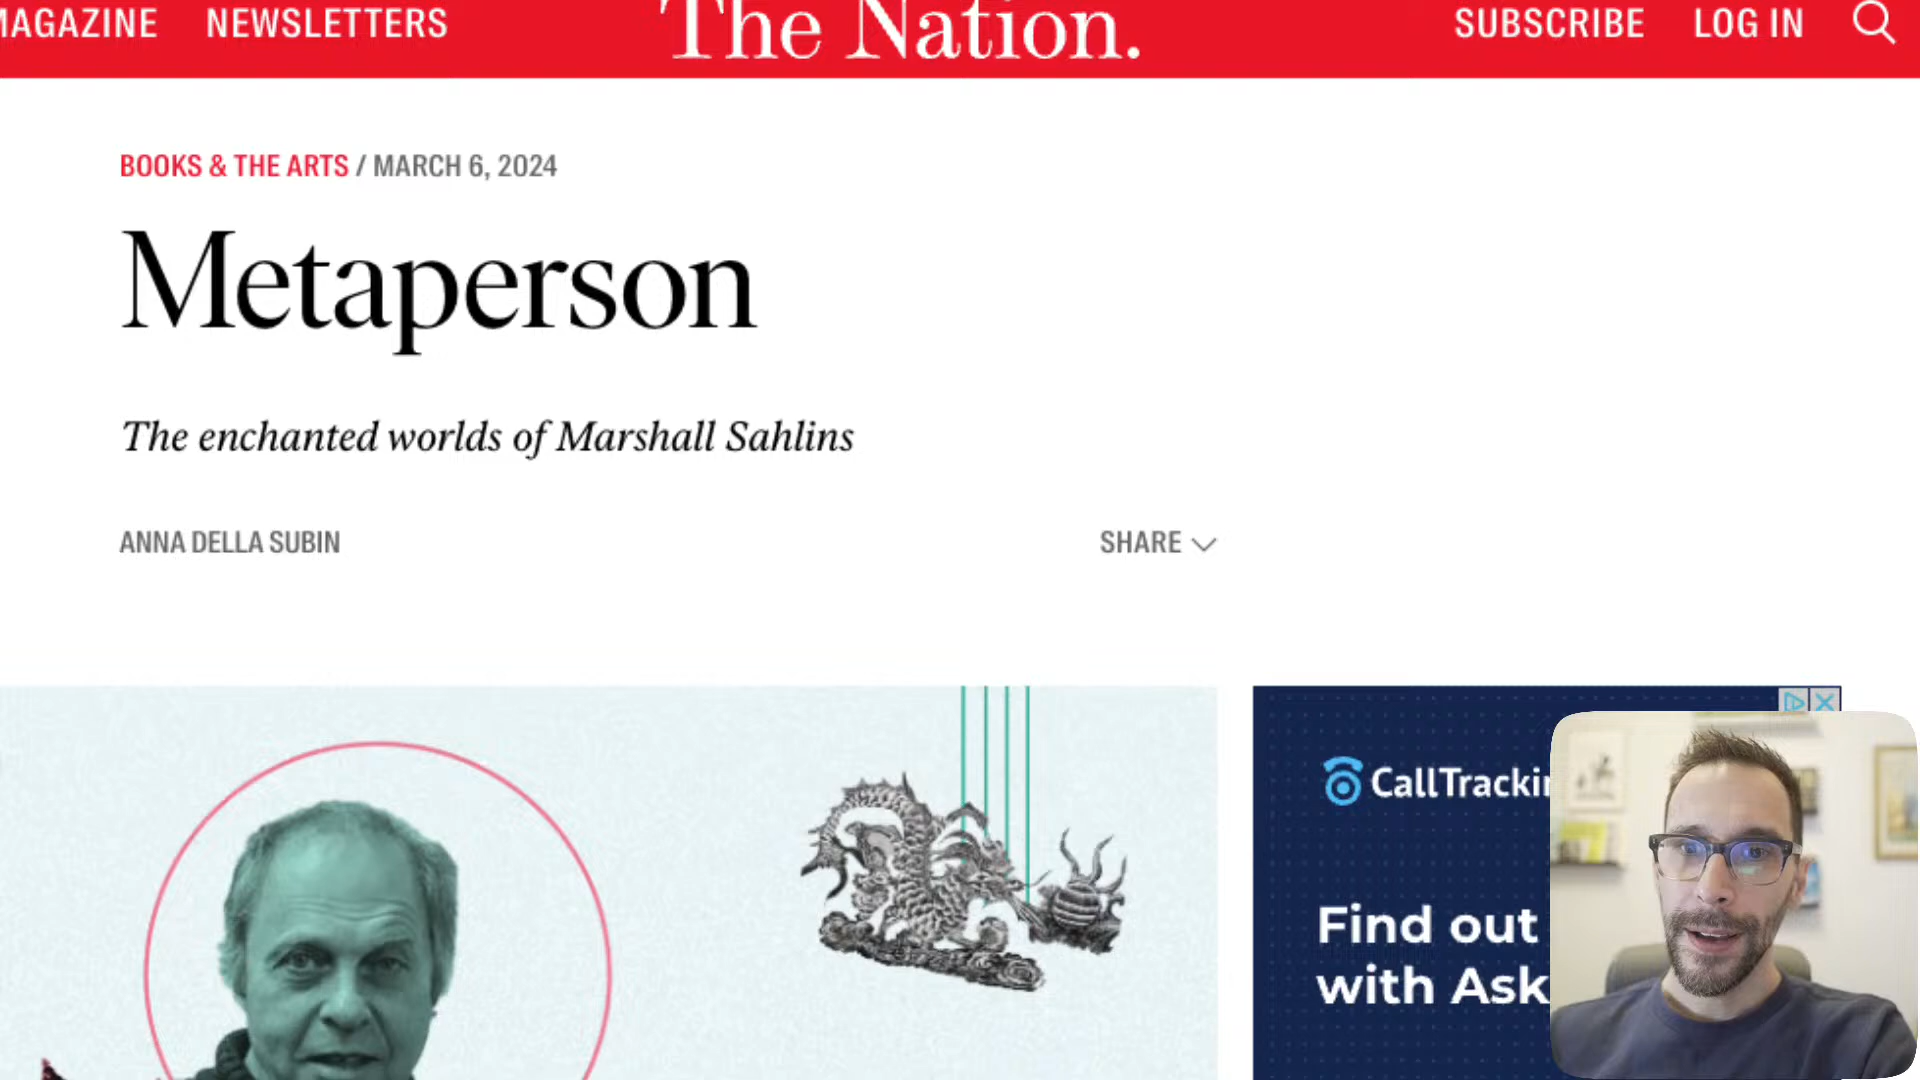 MAGAZINE NEWSLETTERS The Nation. SUBSCRIBE LOG IN
BOOKS & THE ARTS / MARCH 6, 2024
Metaperson
The enchanted worlds of Marshall Sahlins
ANNA DELLA SUBIN SHARE
CallTrackin
Find out
with Ask